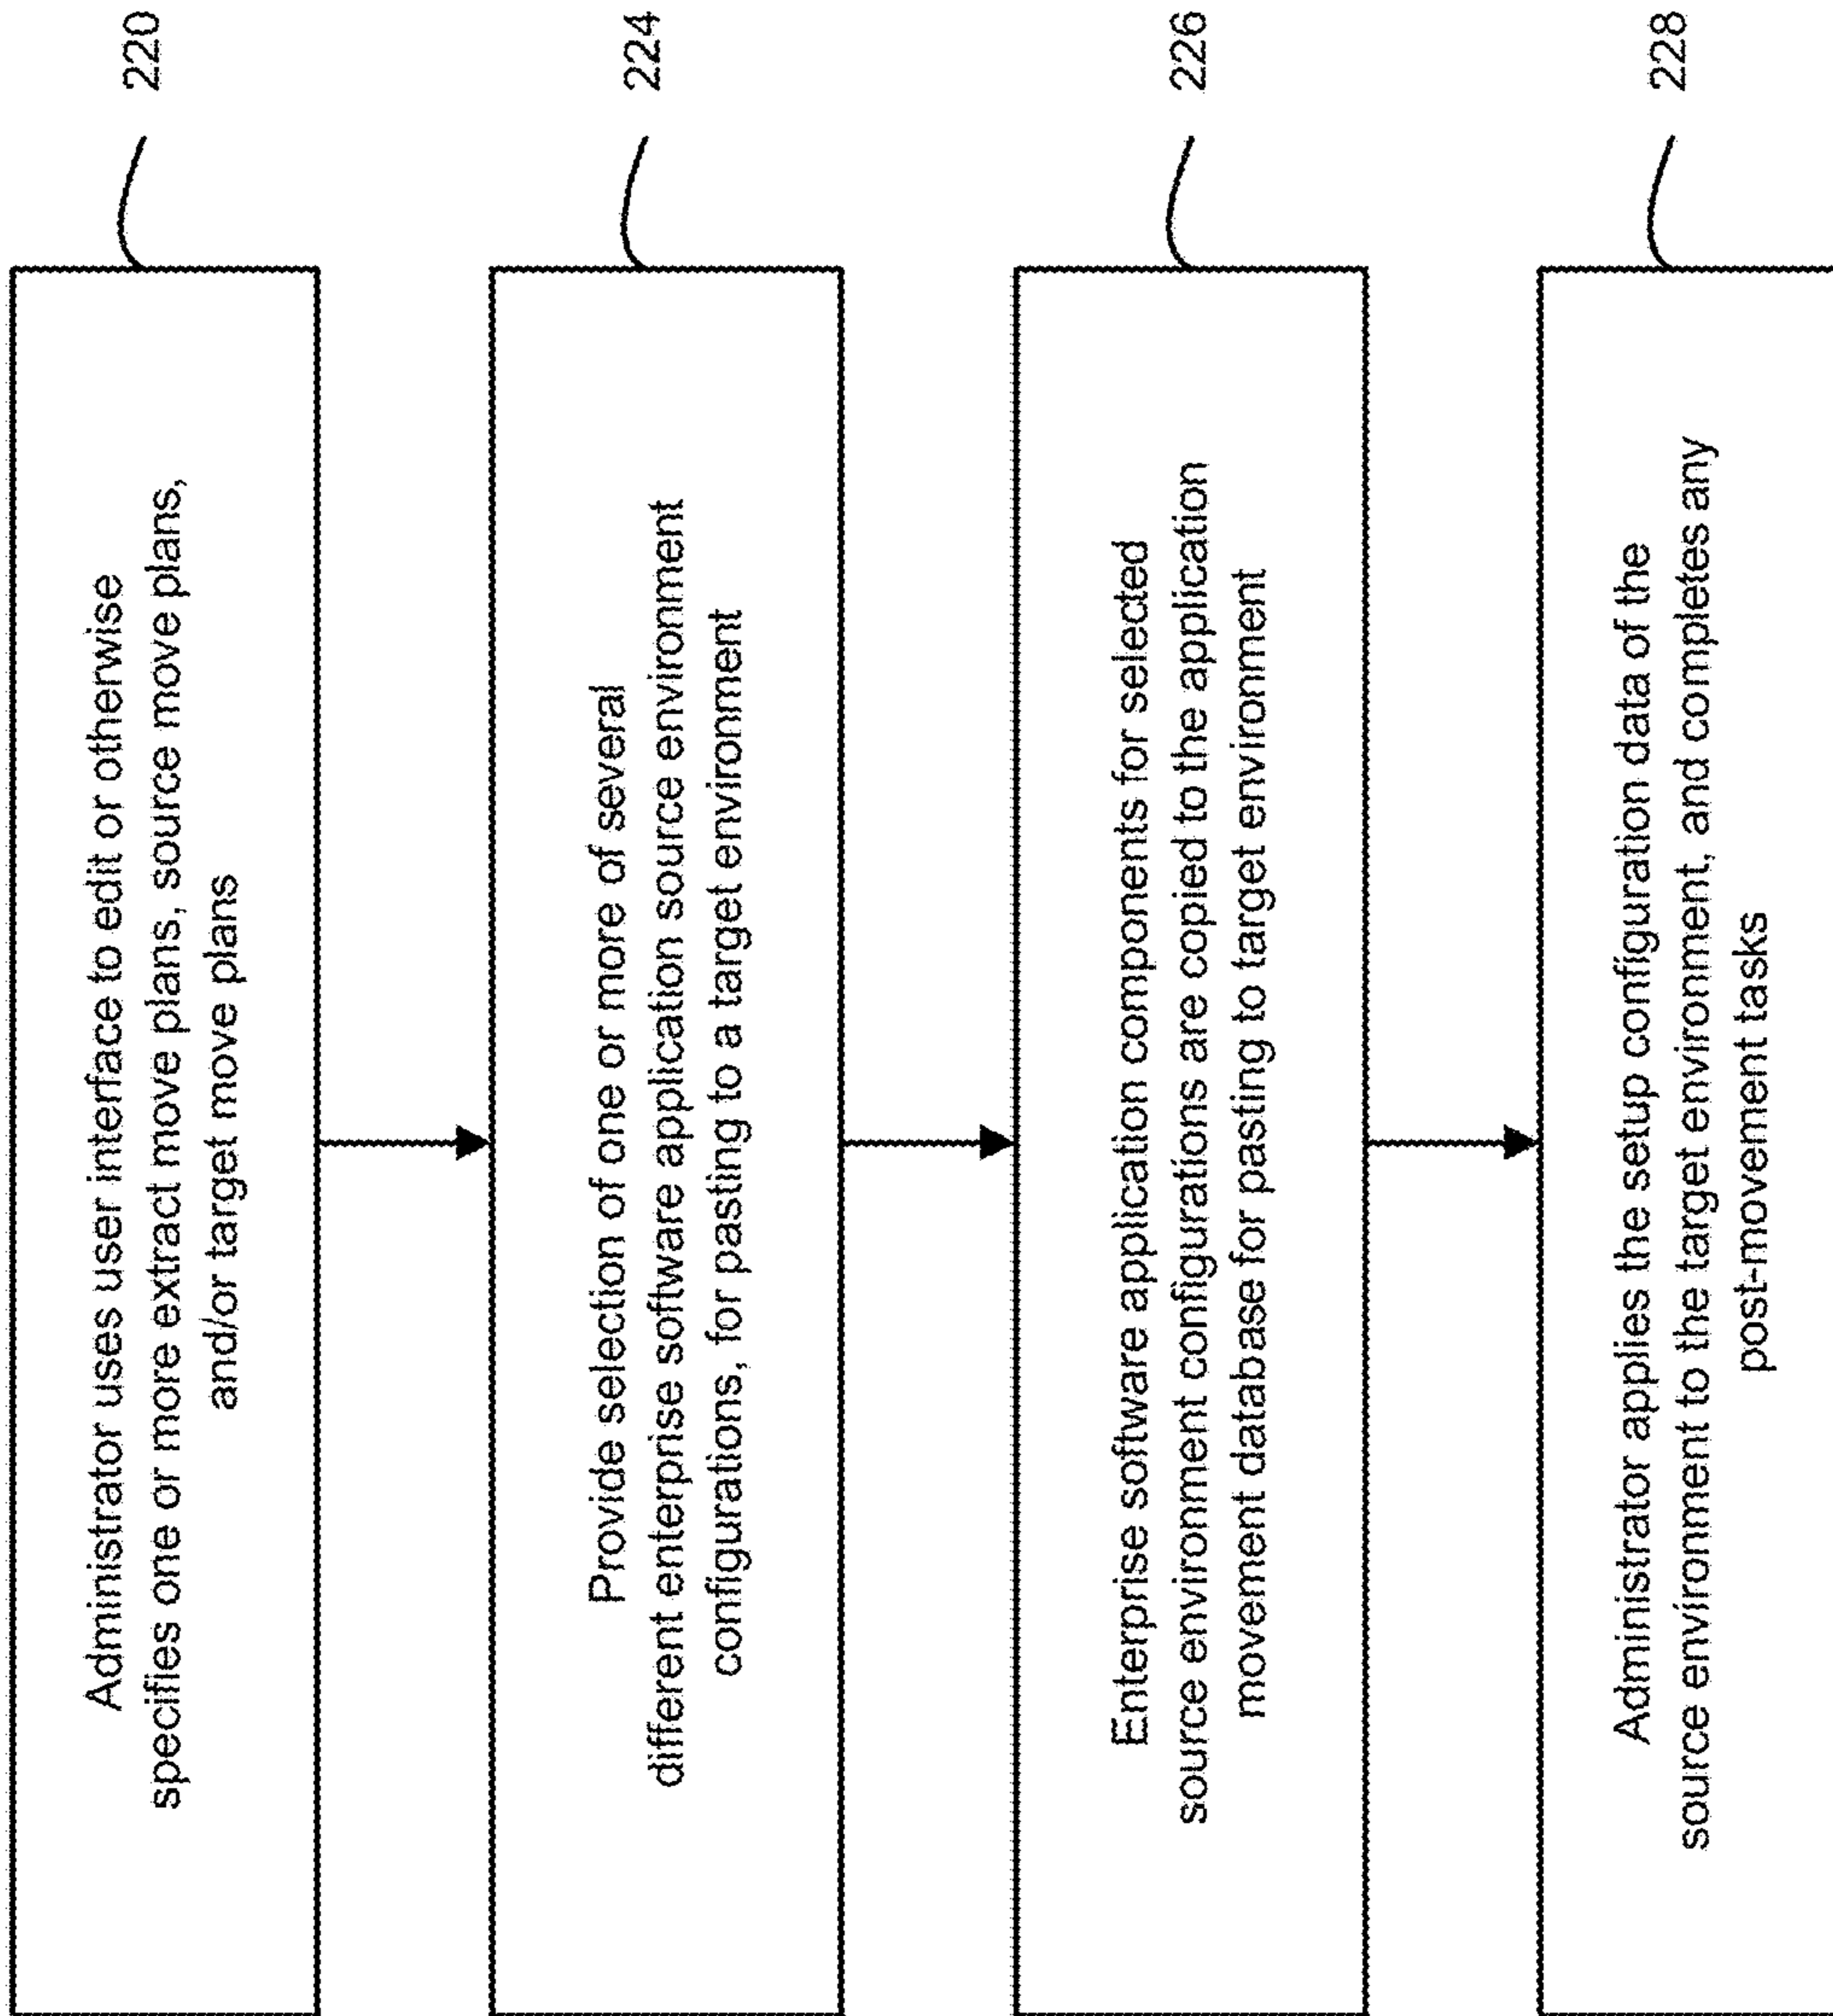 Administrator uses user interface to edit or otherwise
specifies one or more extract move plans, source move plans,
and/or target move plans
220
Provide selection of one or more of several
different enterprise software application source environment
configurations, for pasting to a target environment
224
Enterprise software application components for selected
source environment configurations are copied to the application
movement database for pasting to target environment
226
Administrator applies the setup configuration data of the
source environment to the target environment, and completes any
post-movement tasks
228